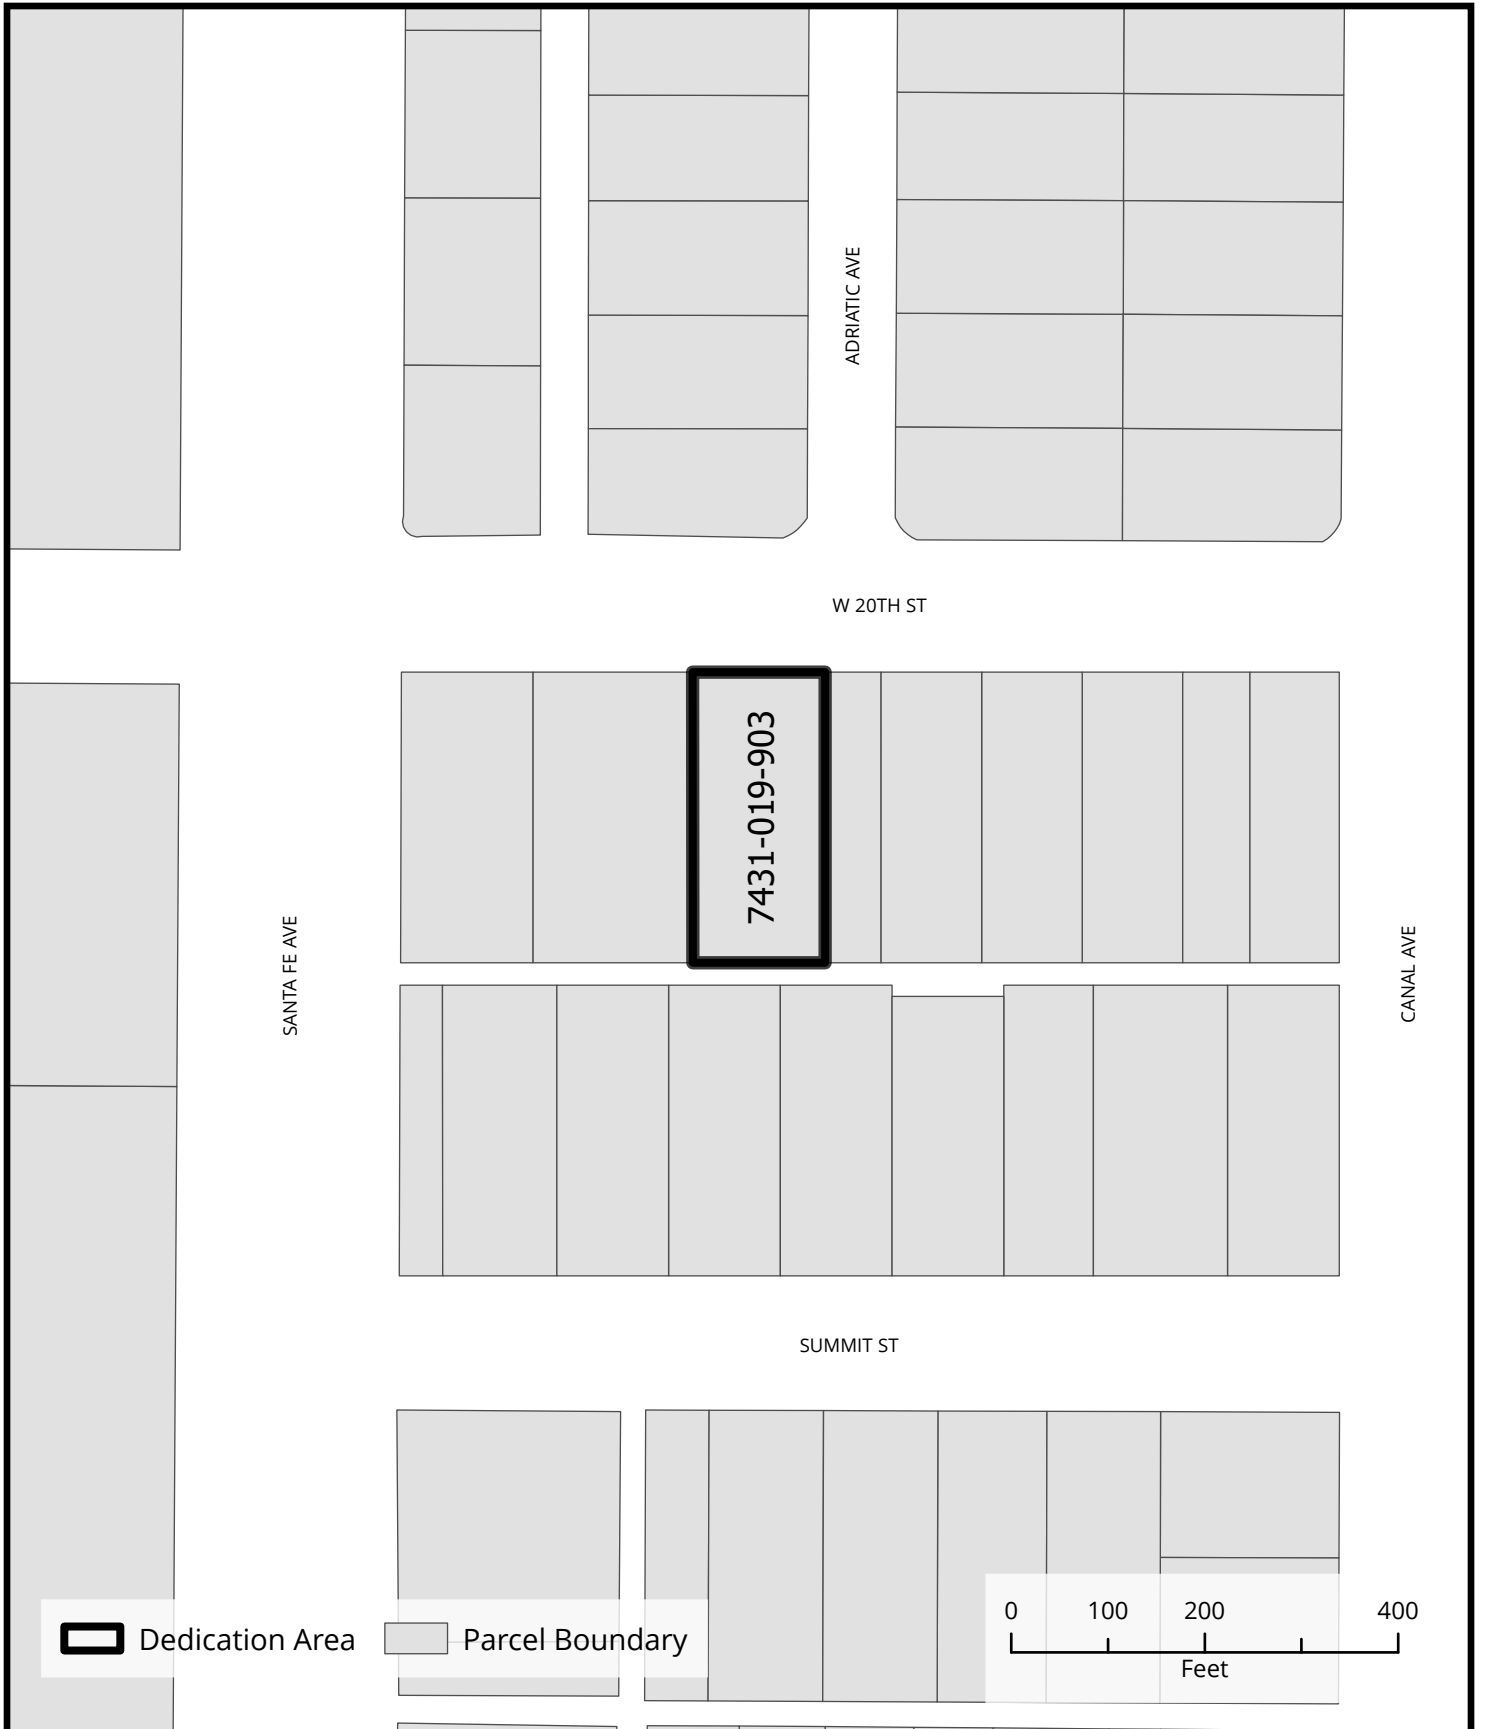 ADRIATIC AVE
W 20TH ST
7431-019-903
SANTA FE AVE
CANAL AVE
SUMMIT ST
0 100 200 400
Feet
Dedication Area Parcel Boundary